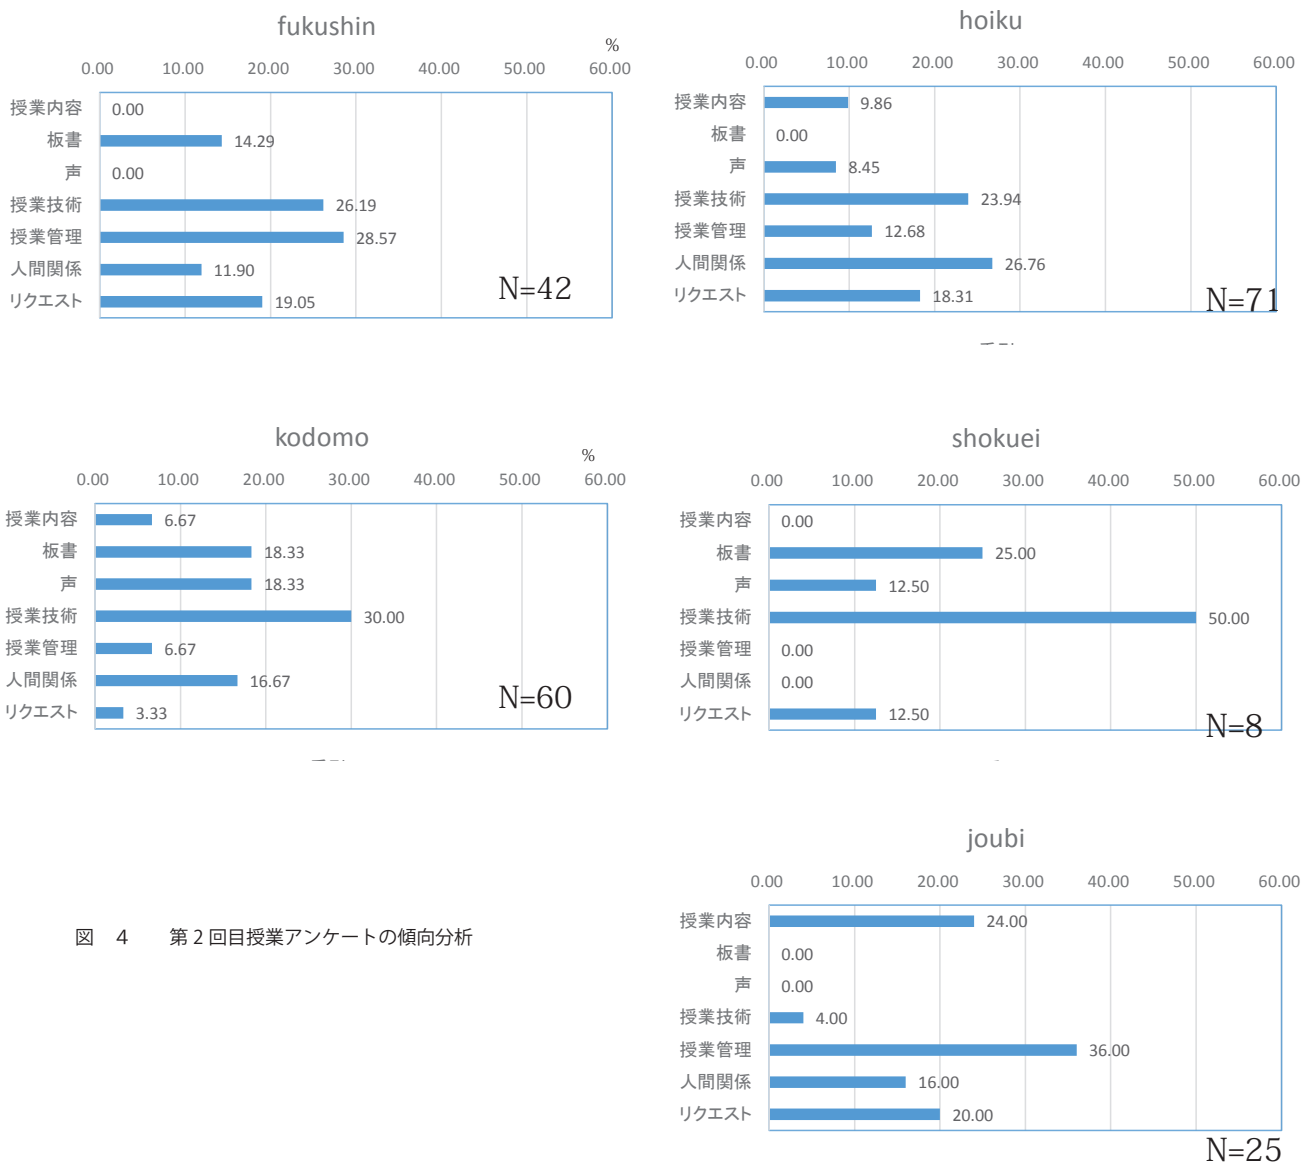 fukushin
%
0.00 10.00 20.00 30.00 40.00 50.00 60.00
授業内容 0.00
板書 14.29
声 0.00
授業技術 26.19
授業管理 28.57
人間関係 11.90
リクエスト 19.05
N=42
hoiku
0.00 10.00 20.00 30.00 40.00 50.00 60.00
授業内容 9.86
板書 0.00
声 8.45
授業技術 23.94
授業管理 12.68
人間関係 26.76
リクエスト 18.31
N=71
kodomo
%
0.00 10.00 20.00 30.00 40.00 50.00 60.00
授業内容 6.67
板書 18.33
声 18.33
授業技術 30.00
授業管理 6.67
人間関係 16.67
リクエスト 3.33
N=60
shokuei
0.00 10.00 20.00 30.00 40.00 50.00 60.00
授業内容 0.00
板書 25.00
声 12.50
授業技術 50.00
授業管理 0.00
人間関係 0.00
リクエスト 12.50
N=8
joubi
0.00 10.00 20.00 30.00 40.00 50.00 60.00
授業内容 24.00
板書 0.00
声 0.00
授業技術 4.00
授業管理 36.00
人間関係 16.00
リクエスト 20.00
N=25
図 4 第2回目授業アンケートの傾向分析